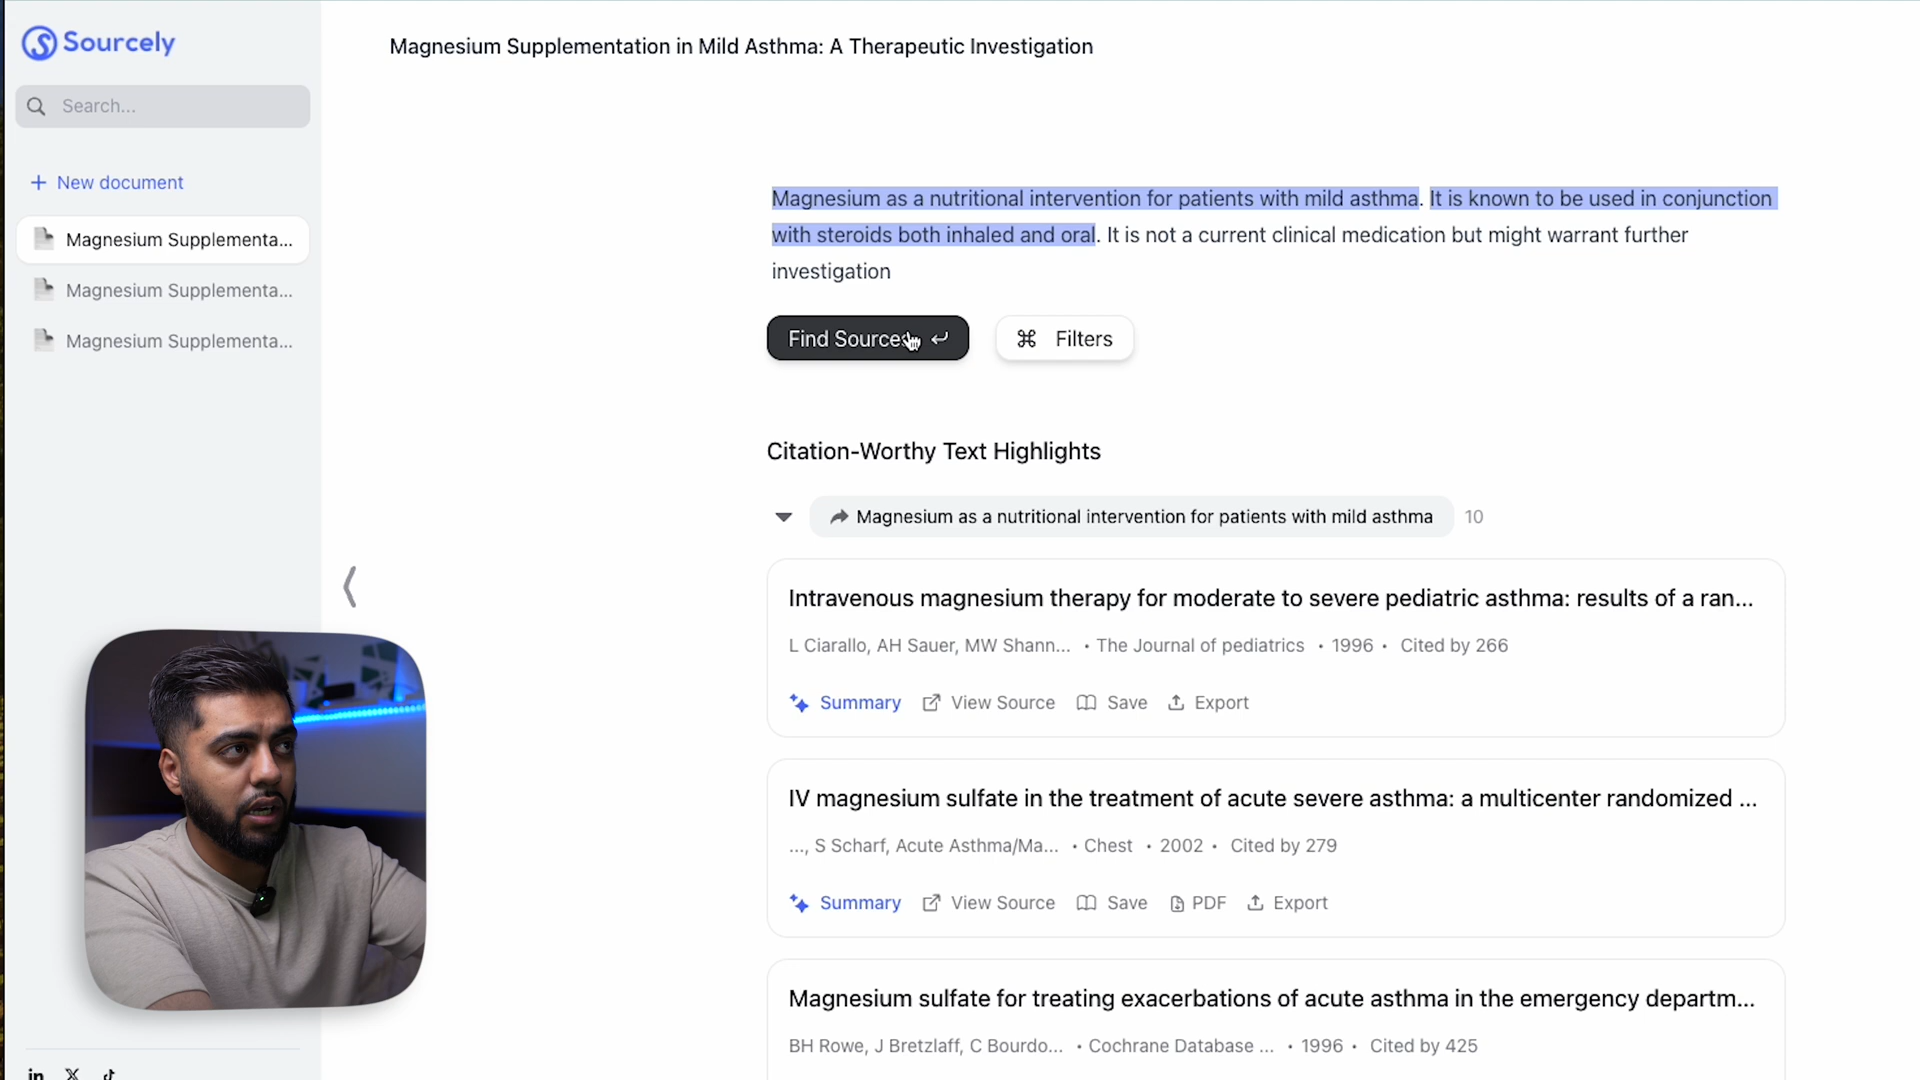 Sourcely
Search...
+ New document
Magnesium Supplementa...
Magnesium Supplementa...
Magnesium Supplementa...
Magnesium Supplementation in Mild Asthma: A Therapeutic Investigation
Magnesium as a nutritional intervention for patients with mild asthma. It is known to be used in conjunction
with steroids both inhaled and oral. It is not a current clinical medication but might warrant further
investigation
Find Sources
Filters
Citation-Worthy Text Highlights
Magnesium as a nutritional intervention for patients with mild asthma 10
Intravenous magnesium therapy for moderate to severe pediatric asthma: results of a ran...
L Ciarallo, AH Sauer, MW Shann... • The Journal of pediatrics • 1996 • Cited by 266
Summary View Source Save Export
IV magnesium sulfate in the treatment of acute severe asthma: a multicenter randomized ...
..., S Scharf, Acute Asthma/Ma... • Chest • 2002 • Cited by 279
Summary View Source Save PDF Export
Magnesium sulfate for treating exacerbations of acute asthma in the emergency departm...
BH Rowe, J Bretzlaff, C Bourdo... • Cochrane Database ... • 1996 • Cited by 425